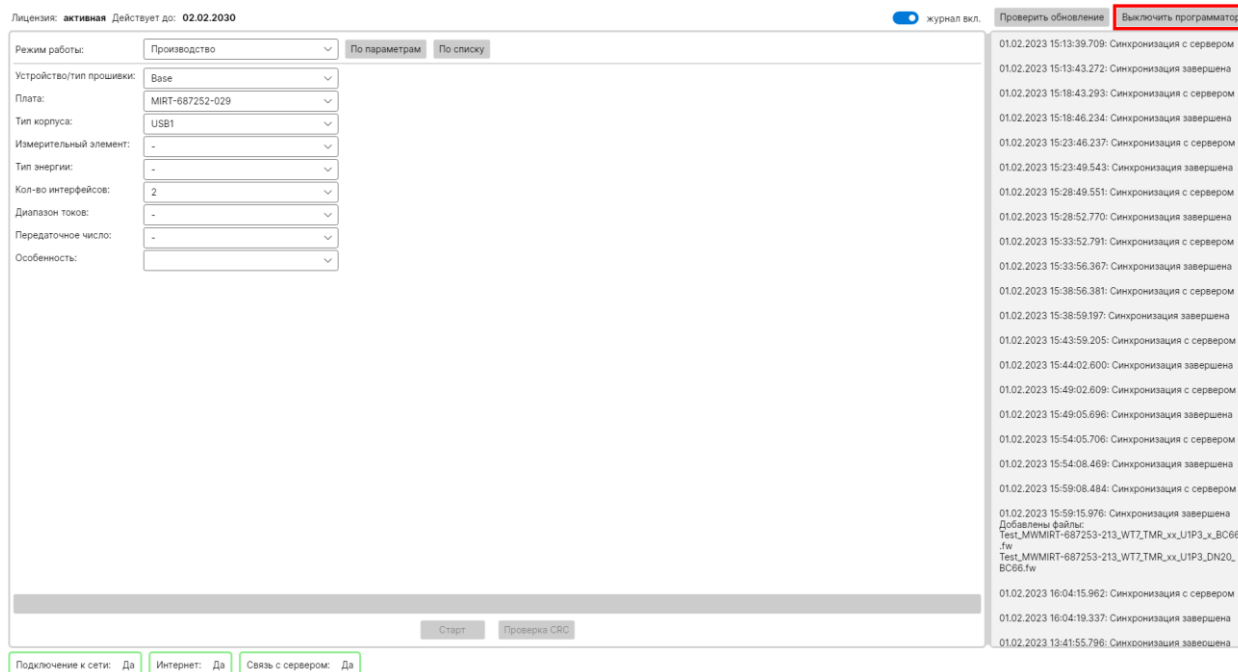 Лицензия: активная Действует до: 02.02.2030
журнал вкл.
Проверить обновление
Выключить программатор
Режим работы: Производство
По параметрам
По списку
Устройство/тип прошивки: Base
Плата: MIRT-687252-029
Тип корпуса: USB1
Измерительный элемент: -
Тип энергии: -
Кол-во интерфейсов: 2
Диапазон токов: -
Передаточное число: -
Особенность:
Старт
Проверка CRC
Подключение к сети: Да
Интернет: Да
Связь с сервером: Да
01.02.2023 15:13:39.709: Синхронизация с сервером
01.02.2023 15:13:43.272: Синхронизация завершена
01.02.2023 15:18:43.293: Синхронизация с сервером
01.02.2023 15:18:46.234: Синхронизация завершена
01.02.2023 15:23:46.237: Синхронизация с сервером
01.02.2023 15:23:49.543: Синхронизация завершена
01.02.2023 15:28:49.551: Синхронизация с сервером
01.02.2023 15:28:52.770: Синхронизация завершена
01.02.2023 15:33:52.791: Синхронизация с сервером
01.02.2023 15:33:56.367: Синхронизация завершена
01.02.2023 15:38:56.381: Синхронизация с сервером
01.02.2023 15:38:59.197: Синхронизация завершена
01.02.2023 15:43:59.205: Синхронизация с сервером
01.02.2023 15:44:02.600: Синхронизация завершена
01.02.2023 15:49:02.609: Синхронизация с сервером
01.02.2023 15:49:05.696: Синхронизация завершена
01.02.2023 15:54:05.706: Синхронизация с сервером
01.02.2023 15:54:08.469: Синхронизация завершена
01.02.2023 15:59:08.484: Синхронизация с сервером
01.02.2023 15:59:15.976: Синхронизация завершена
Добавлены файлы:
Test_MWMIRT-687253-213_WT7_TMR_xx_U1P3_x_BC66
.fw
Test_MWMIRT-687253-213_WT7_TMR_xx_U1P3_DN20_
BC66.fw
01.02.2023 16:04:15.962: Синхронизация с сервером
01.02.2023 16:04:19.337: Синхронизация завершена
01.02.2023 13:41:55.796: Синхронизация завершена